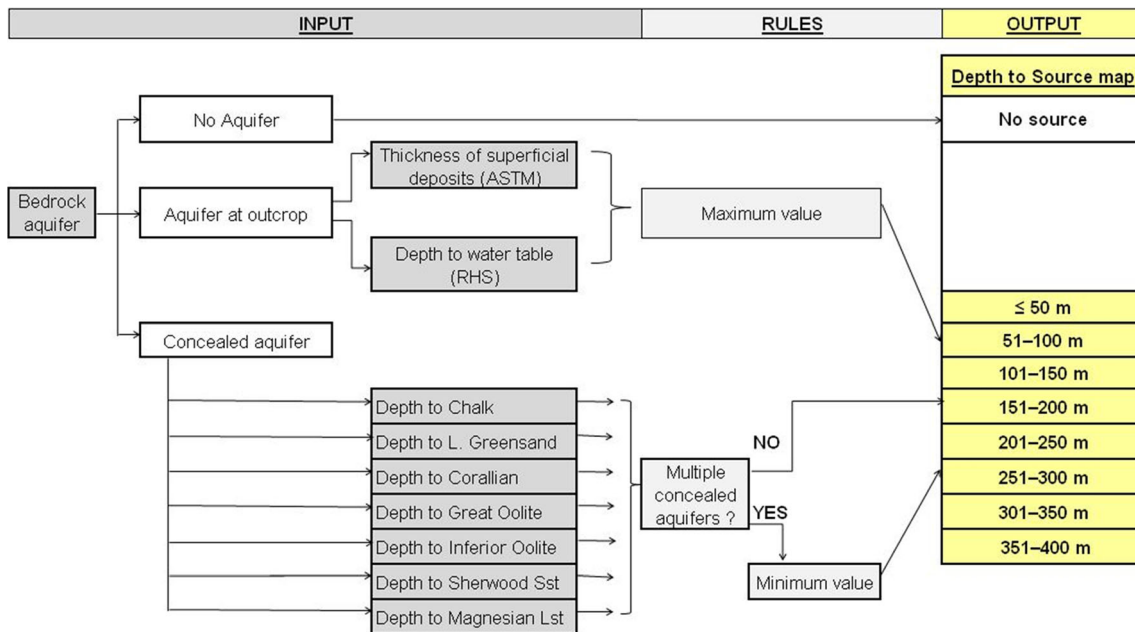 INPUT
RULES
OUTPUT
Depth to Source map
No Aquifer
No source
Thickness of superficial
deposits (ASTM)
Bedrock
aquifer
Aquifer at outcrop
Maximum value
Depth to water table
(RHS)
≤ 50 m
Concealed aquifer
51–100 m
101–150 m
151–200 m
201–250 m
251–300 m
301–350 m
351–400 m
Depth to Chalk
Depth to L. Greensand
Depth to Corallian
Depth to Great Oolite
Depth to Inferior Oolite
Depth to Sherwood Sst
Depth to Magnesian Lst
NO
Multiple
concealed
aquifers ?
YES
Minimum value